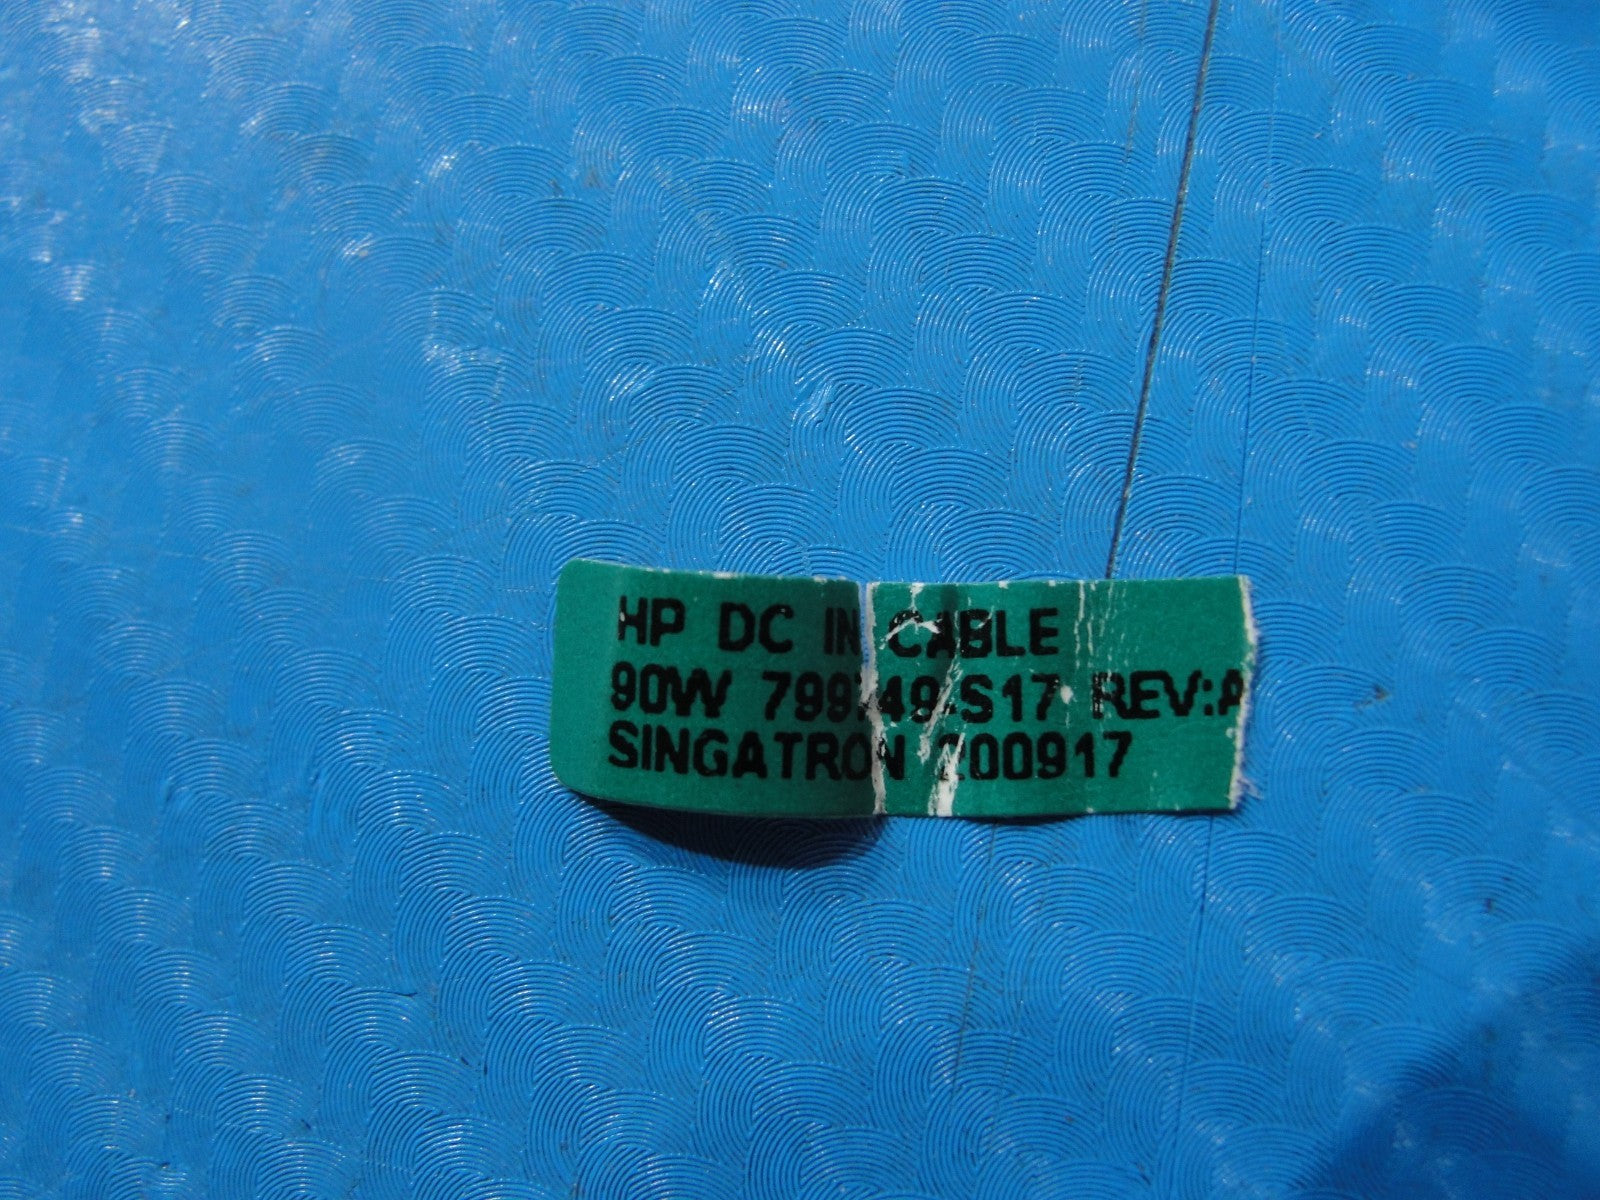 HP DC IN CABLE
90W 799749-S17 REV:A
SINGATRON 200917